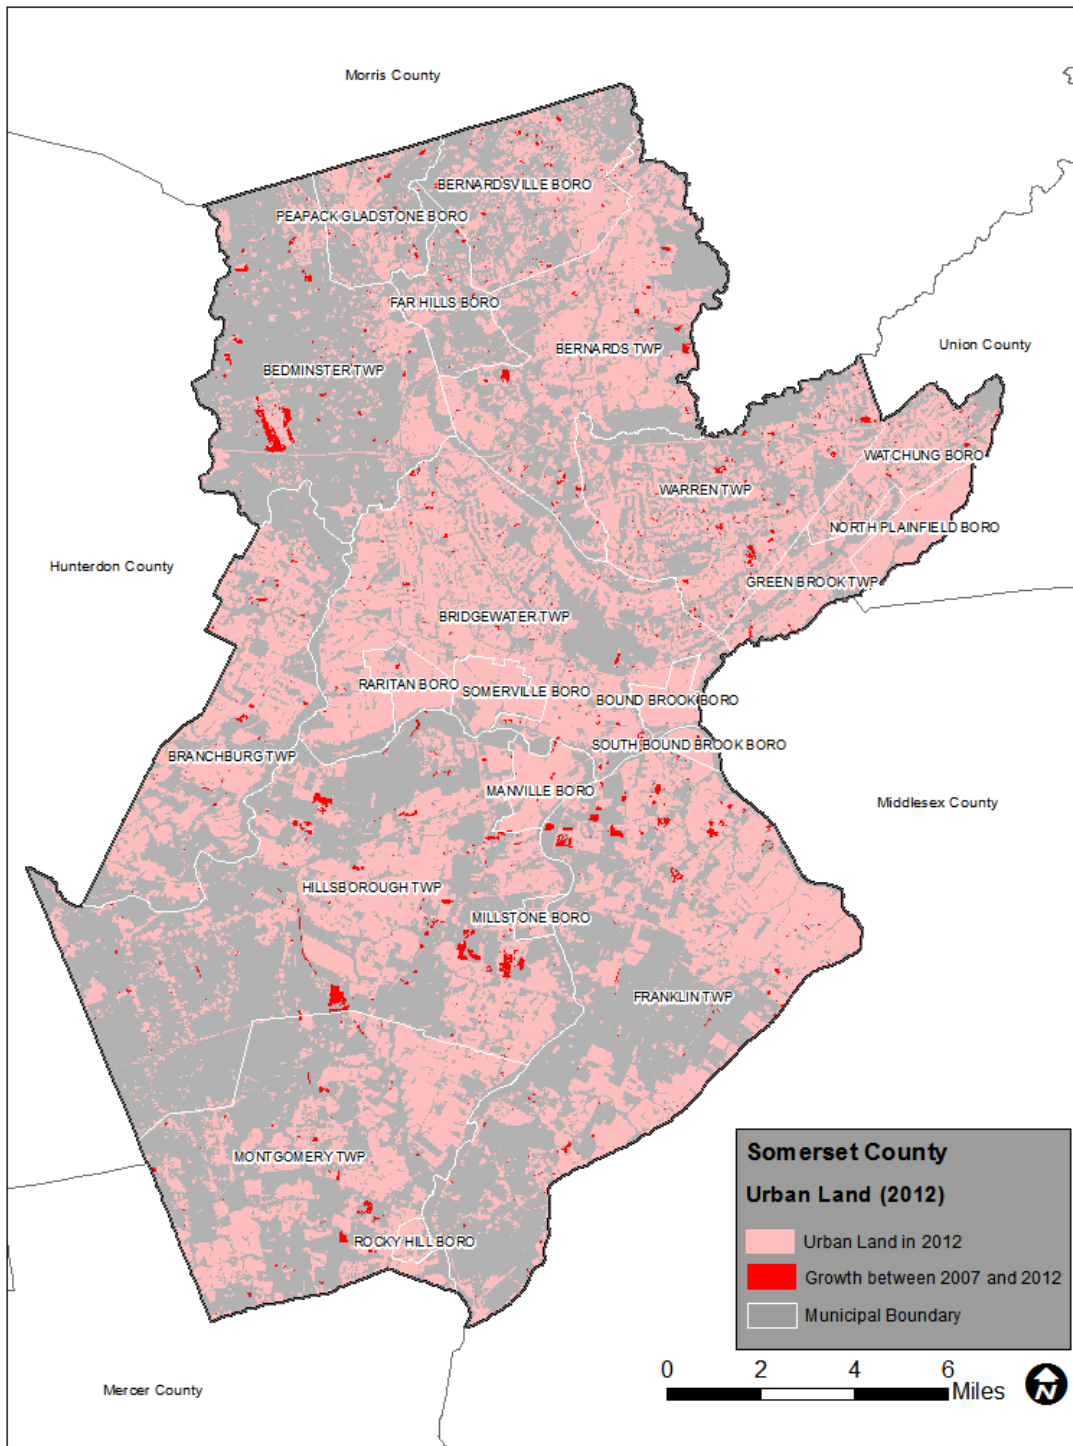 Morris County
BERNARDSVILLE BORO
PEAPACK GLADSTONE BORO
FAR HILLS BORO
Union County
BERNARDS TWP
BEDMINSTER TWP
WATCHUNG BORO
WARREN TWP
NORTH PLAINFIELD BORO
Hunterdon County
GREEN BROOK TWP
BRIDGEWATER TWP
RARITAN BORO
SOMERVILLE BORO
BOUND BROOK BORO
SOUTH BOUND BROOK BORO
BRANCHBURG TWP
MANVILLE BORO
Middlesex County
HILLSBOROUGH TWP
MILLSTONE BORO
FRANKLIN TWP
MONTGOMERY TWP
ROCKY HILL BORO
Mercer County
Somerset County
Urban Land (2012)
Urban Land in 2012
Growth between 2007 and 2012
Municipal Boundary
0 2 4 6
Miles
N